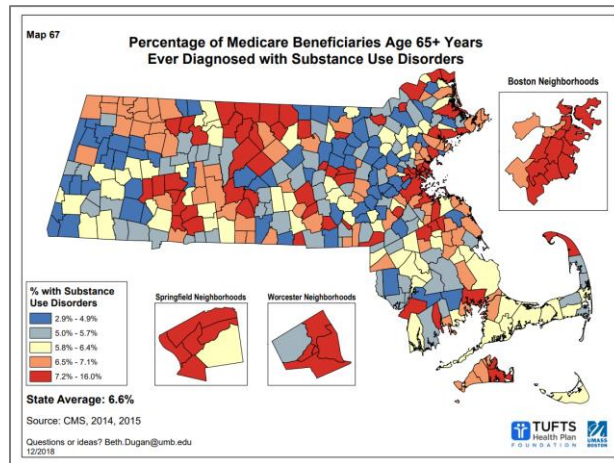 Map 67
Percentage of Medicare Beneficiaries Age 65+ Years
Ever Diagnosed with Substance Use Disorders
Boston Neighborhoods
% with Substance
Use Disorders
2.9% - 4.9%
5.0% - 5.7%
5.8% - 6.4%
6.5% - 7.1%
7.2% - 16.0%
Springfield Neighborhoods
Worcester Neighborhoods
State Average: 6.6%
Source: CMS, 2014, 2015
Questions or ideas? Beth.Dugan@umb.edu
12/2018
TUFTS
Health Plan
FOUNDATION
UMASS
BOSTON